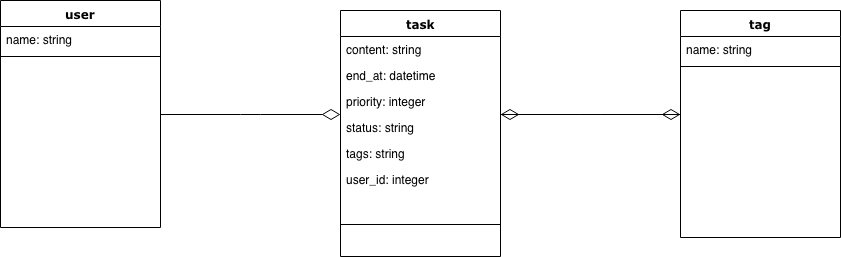 user
name: string
task
content: string
end_at: datetime
priority: integer
status: string
tags: string
user_id: integer
tag
name: string